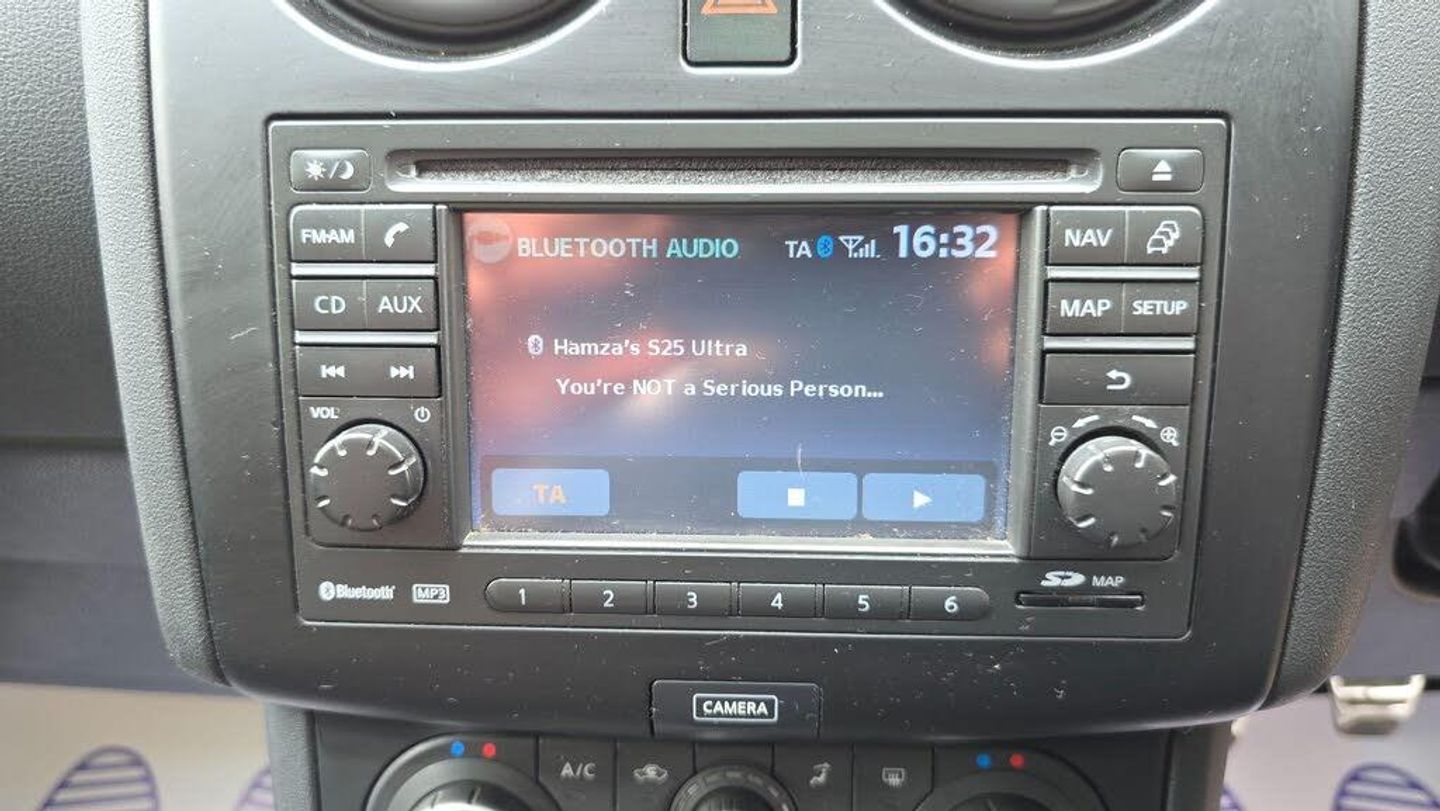 BLUETOOTH AUDIO TA 16:32
Hamza's S25 Ultra
You're NOT a Serious Person...
TA
FM·AM
CD AUX
VOL
NAV
MAP SETUP
Bluetooth® MP3
1 2 3 4 5 6
SD MAP
CAMERA
A/C